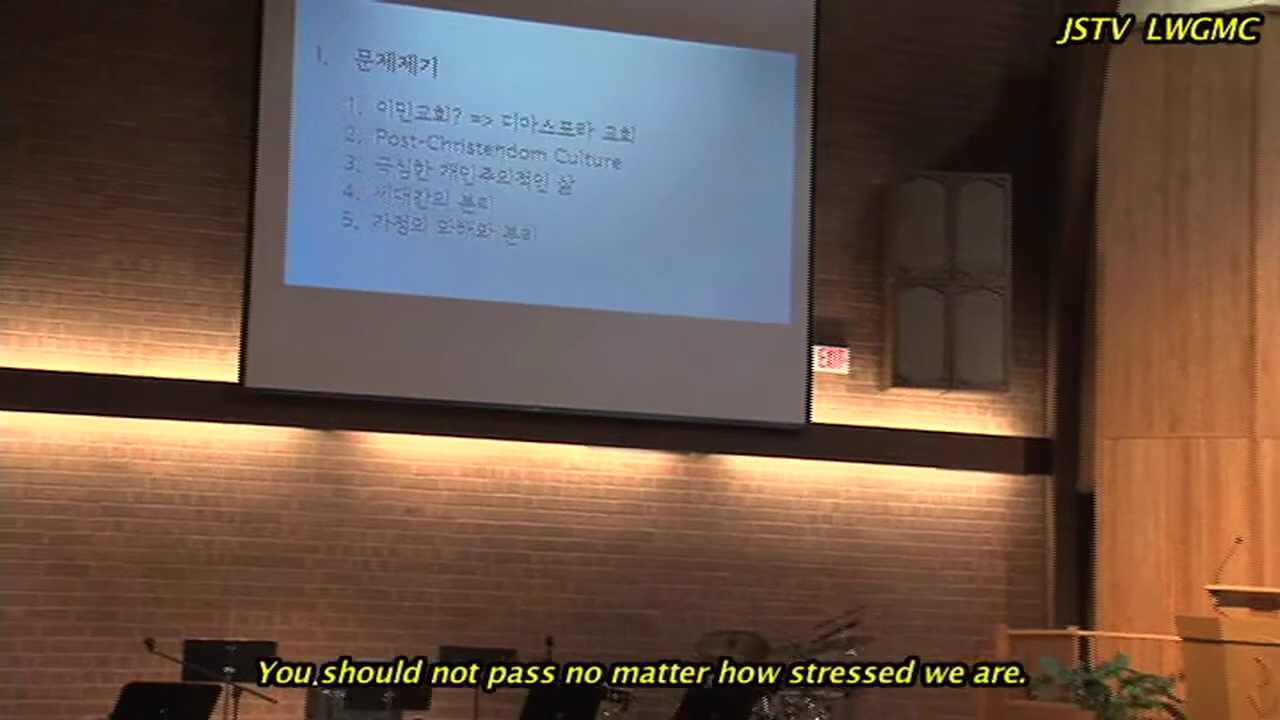 JSTV LWGMC
I. 문제제기
1. 이민교회? => 디아스포라 교회
2. Post-Christendom Culture
3. 극심한 개인주의적인 삶
4. 세대간의 분리
5. 가정의 와해와 분리
EXIT
You should not pass no matter how stressed we are.